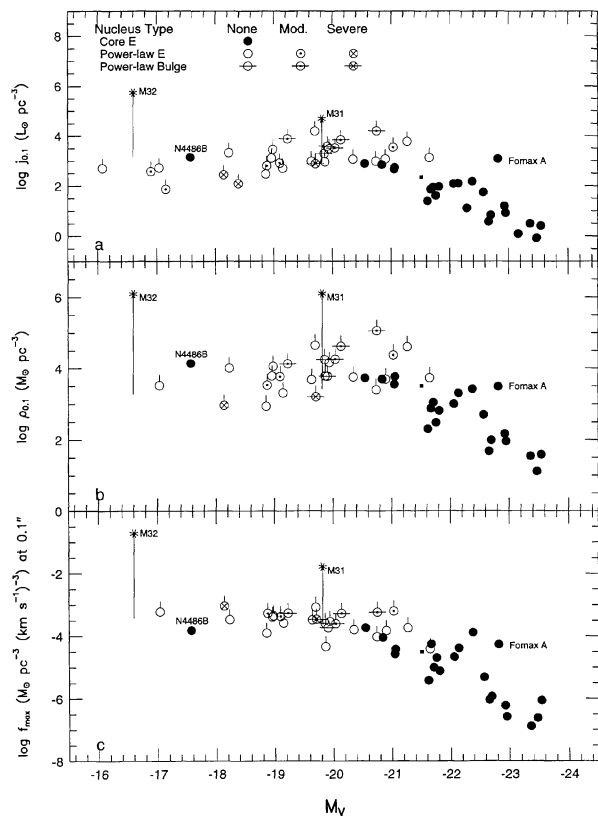 Nucleus Type None Mod. Severe
Core E
Power-law E
Power-law Bulge
M32
M31
N4486B
Fornax A
a
log j0.1 (L⊙ pc−3)
8
6
4
2
0
M32
M31
N4486B
Fornax A
b
log ρ0.1 (M⊙ pc−3)
6
4
2
0
M32
M31
N4486B
Fornax A
c
log fmax (M⊙ pc−3 (km s−1)−3) at 0.1"
-2
-4
-6
-8
-16 -17 -18 -19 -20 -21 -22 -23 -24
MV